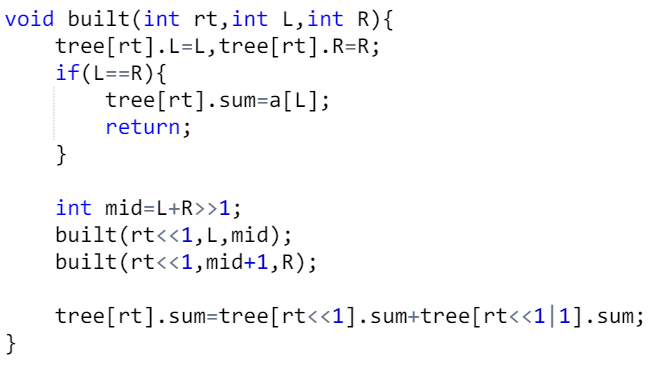 void built(int rt,int L,int R){
    tree[rt].L=L,tree[rt].R=R;
    if(L==R){
        tree[rt].sum=a[L];
        return;
    }

    int mid=L+R>>1;
    built(rt<<1,L,mid);
    built(rt<<1,mid+1,R);

    tree[rt].sum=tree[rt<<1].sum+tree[rt<<1|1].sum;
}